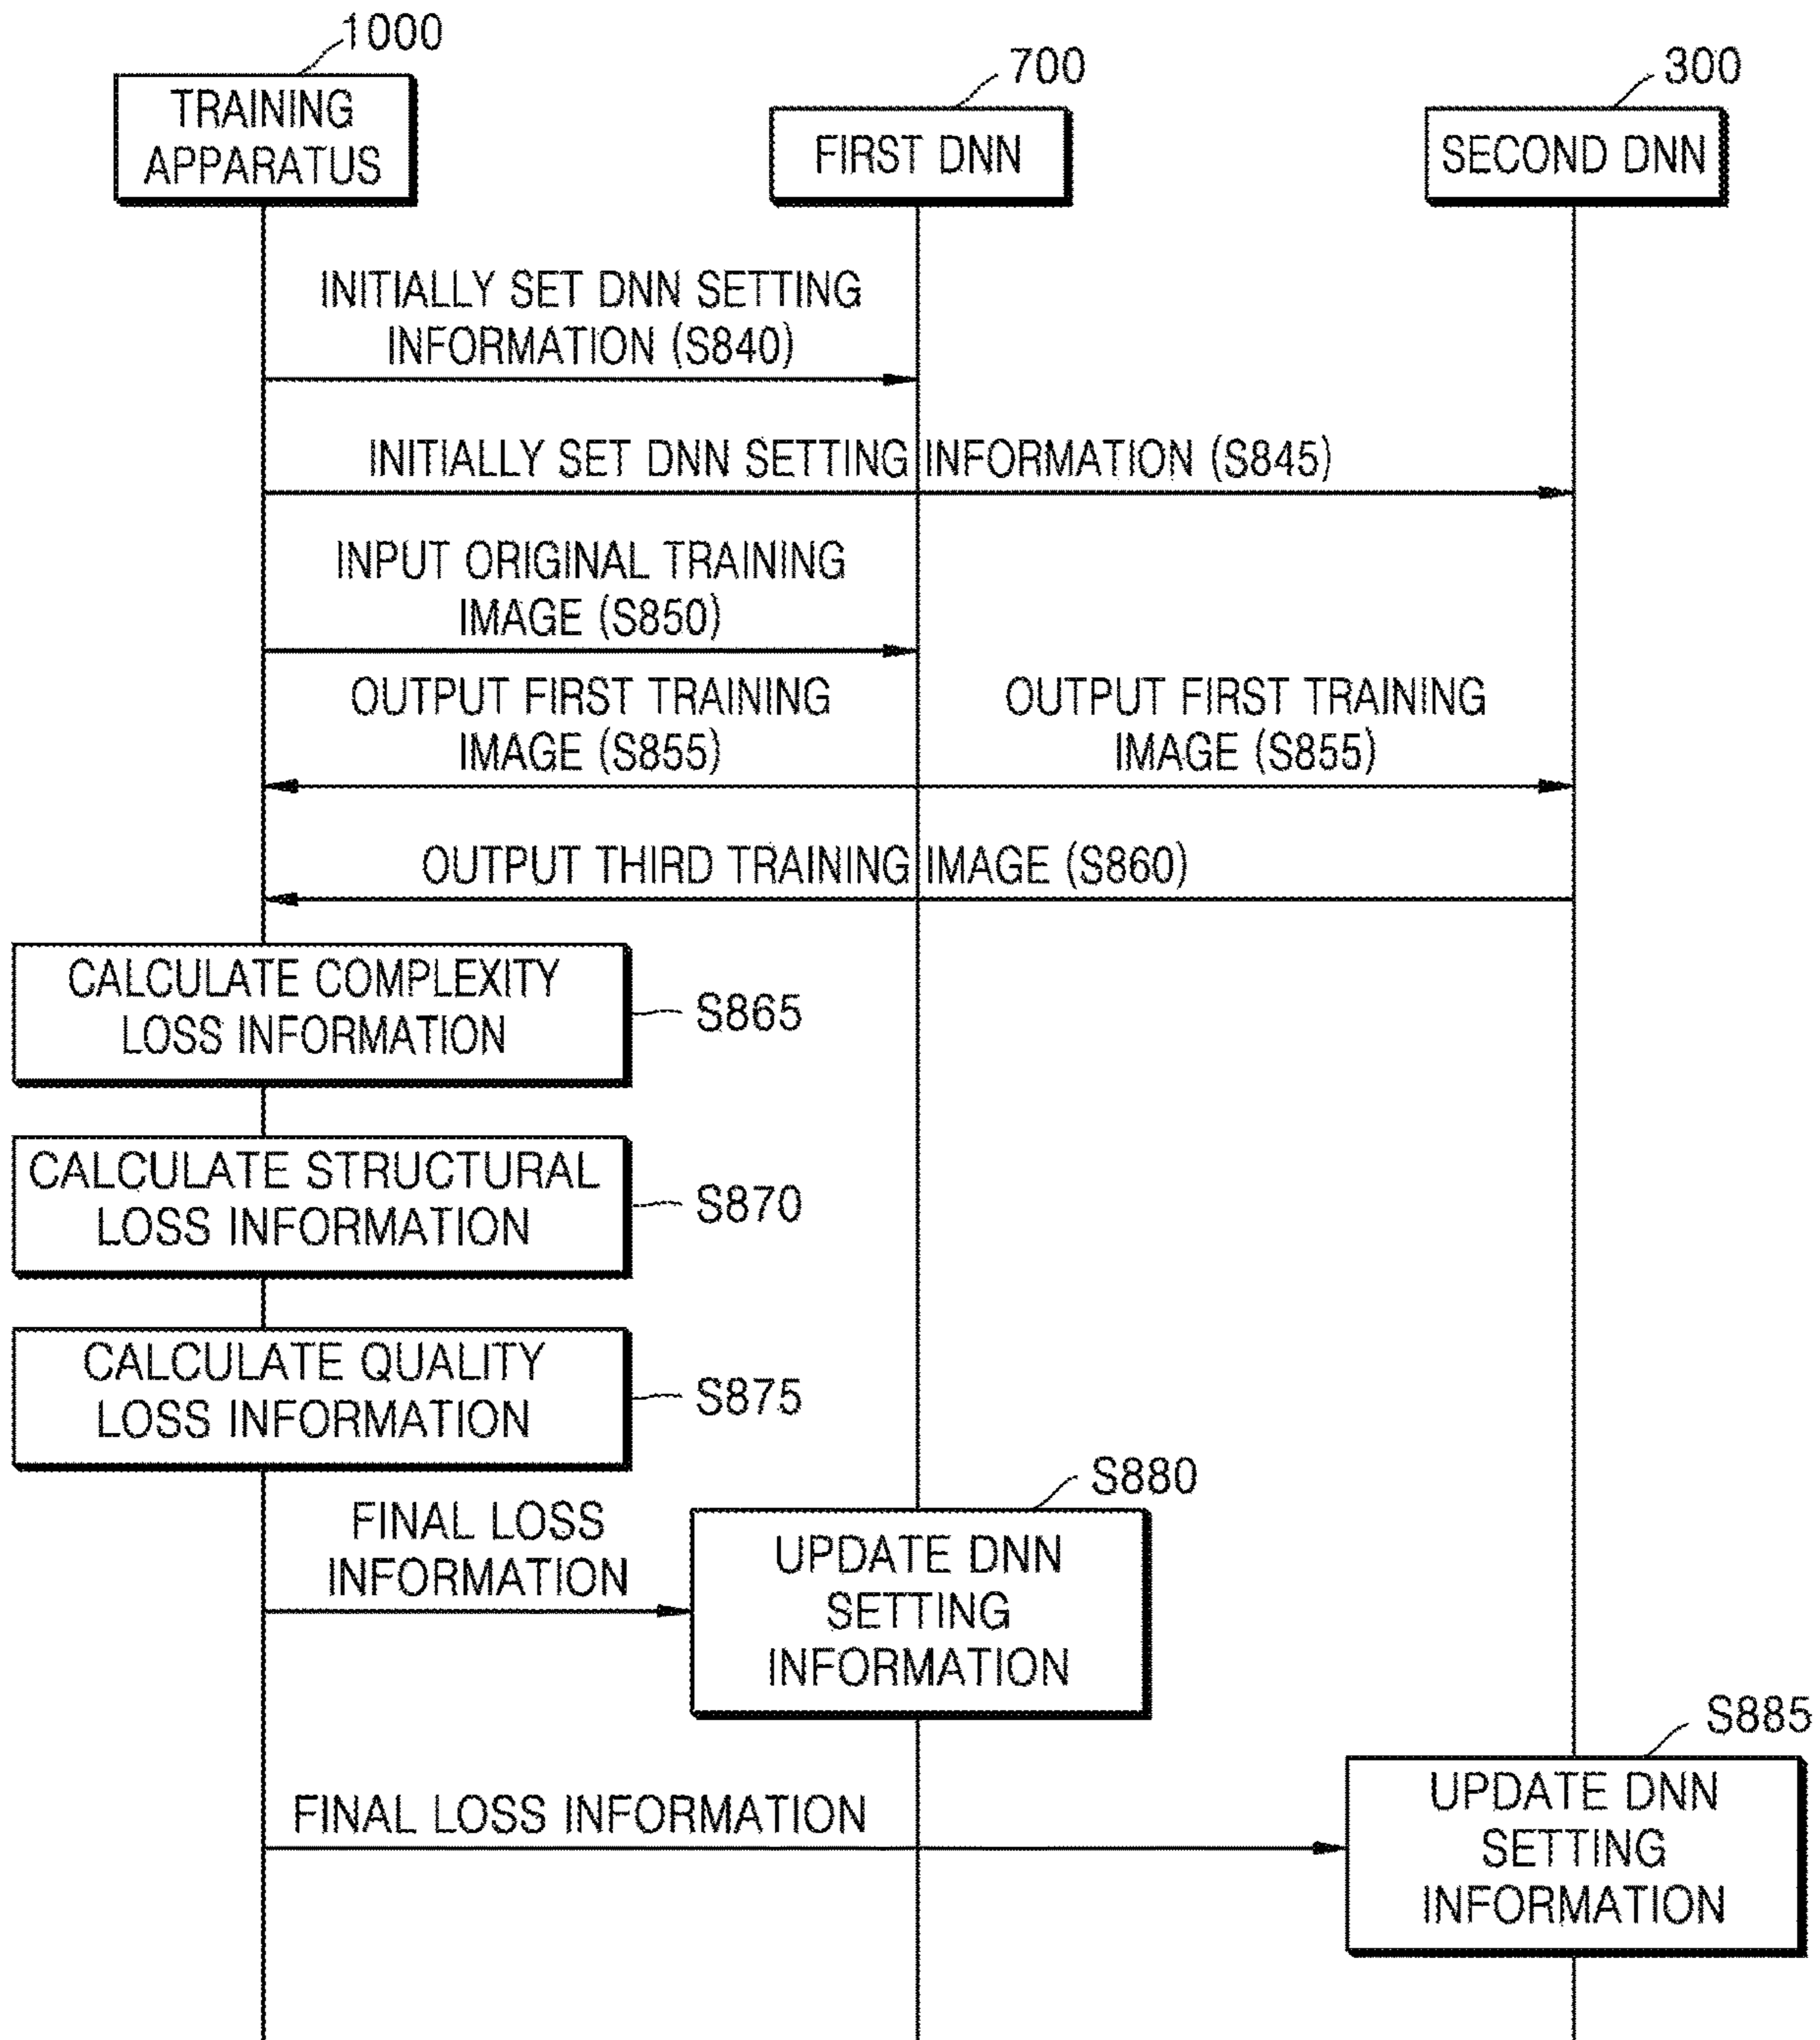 1000
700
300
TRAINING
APPARATUS
FIRST DNN
SECOND DNN
INITIALLY SET DNN SETTING
INFORMATION (S840)
INITIALLY SET DNN SETTING INFORMATION (S845)
INPUT ORIGINAL TRAINING
IMAGE (S850)
OUTPUT FIRST TRAINING
IMAGE (S855)
OUTPUT FIRST TRAINING
IMAGE (S855)
OUTPUT THIRD TRAINING IMAGE (S860)
CALCULATE COMPLEXITY
LOSS INFORMATION
S865
CALCULATE STRUCTURAL
LOSS INFORMATION
S870
CALCULATE QUALITY
LOSS INFORMATION
S875
FINAL LOSS
INFORMATION
S880
UPDATE DNN
SETTING
INFORMATION
FINAL LOSS INFORMATION
S885
UPDATE DNN
SETTING
INFORMATION